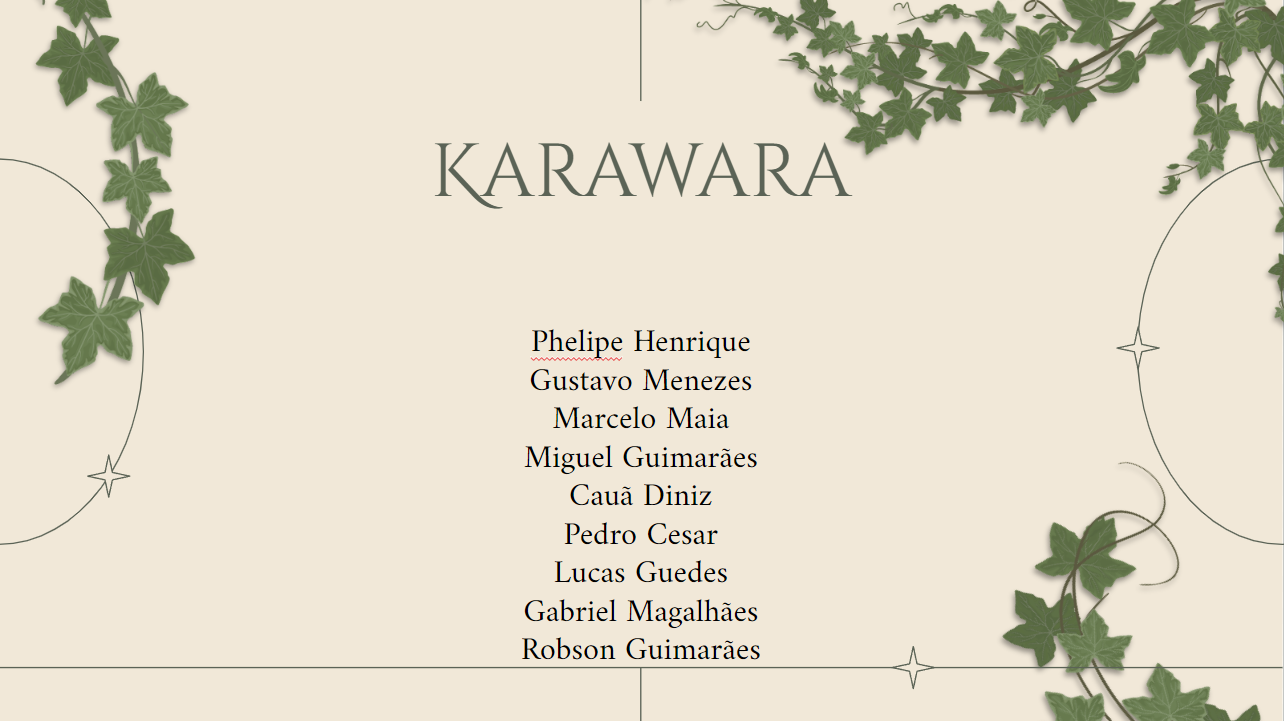 KARAWARA
Phelipe Henrique
Gustavo Menezes
Marcelo Maia
Miguel Guimarães
Cauã Diniz
Pedro Cesar
Lucas Guedes
Gabriel Magalhães
Robson Guimarães